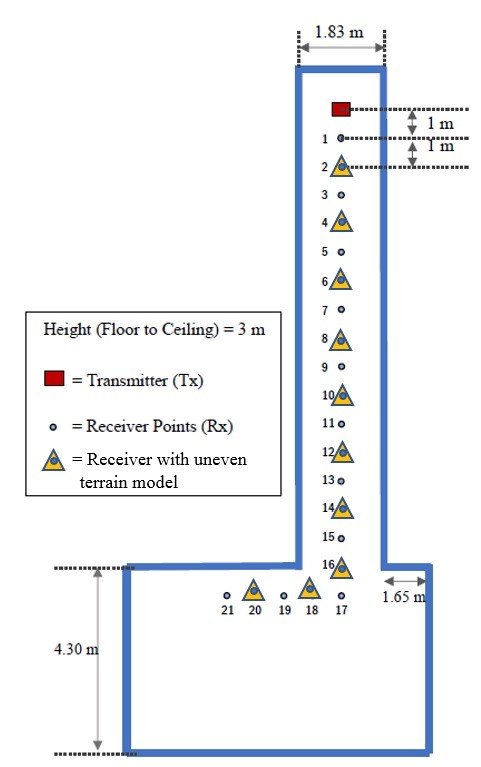 1.83 m
1 m
1 m
1
2
3
4
5
6
7
8
9
10
11
12
13
14
15
16
Height (Floor to Ceiling) = 3 m
= Transmitter (Tx)
= Receiver Points (Rx)
= Receiver with uneven
terrain model
1.65 m
21 20 19 18 17
4.30 m